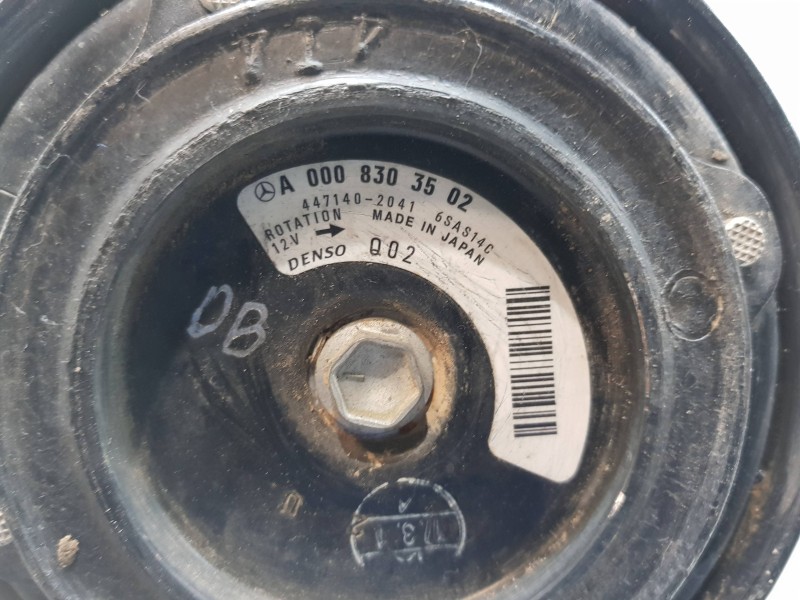 A 000 830 35 02
447140-2041 6SAS14C
ROTATION → MADE IN JAPAN
12V
DENSO Q02
DB
A